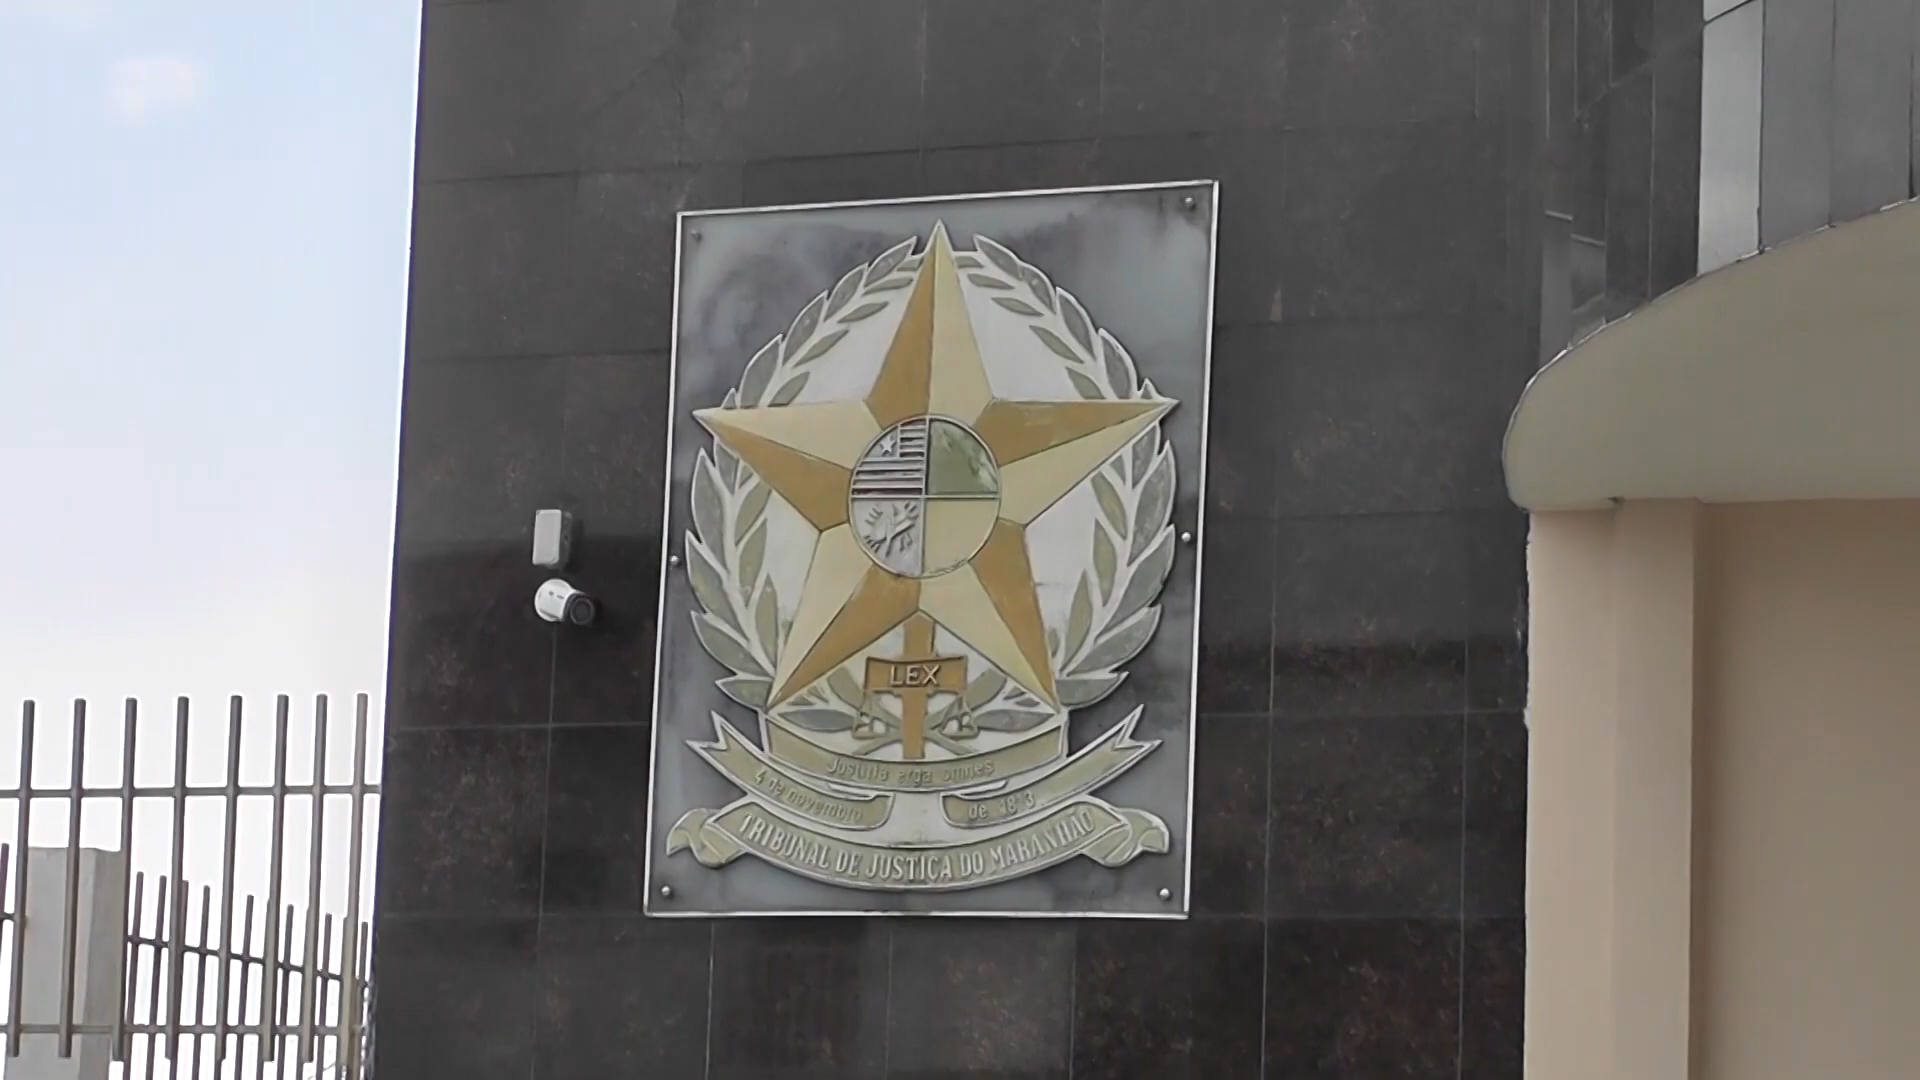 LEX
Justitia erga omnes
4 de novembro de 1813
TRIBUNAL DE JUSTIÇA DO MARANHÃO